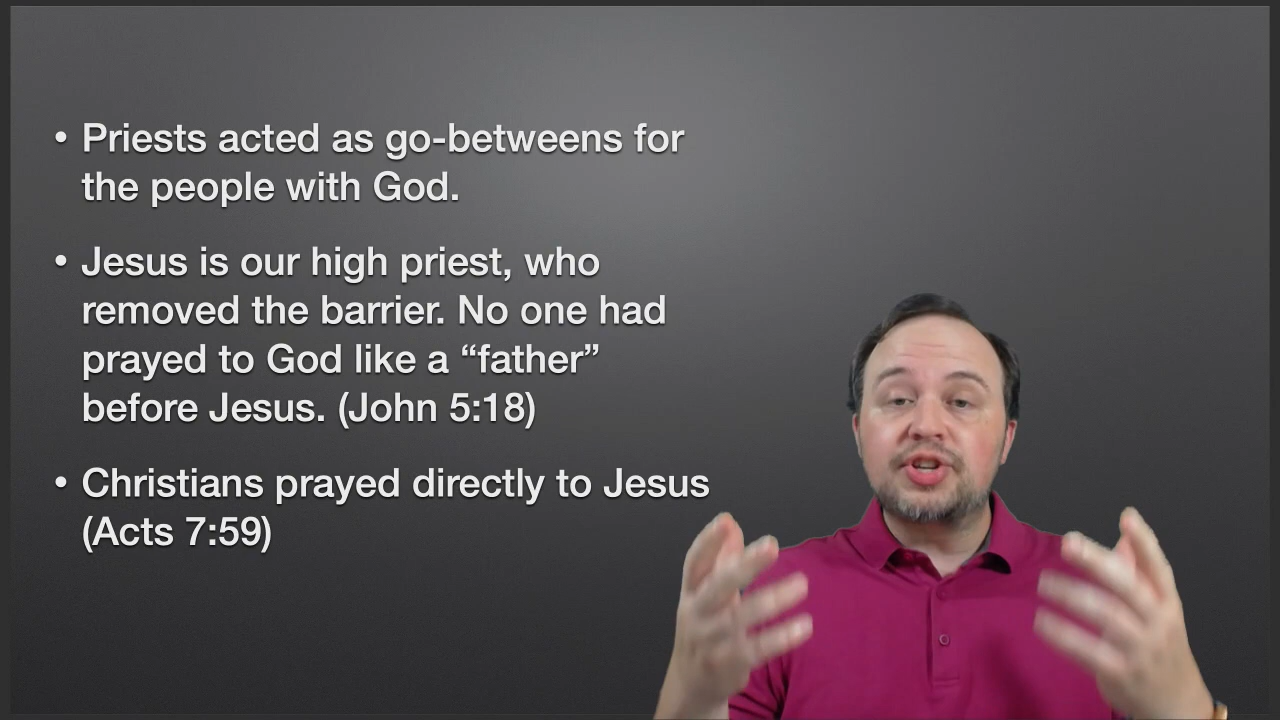 • Priests acted as go-betweens for
the people with God.
• Jesus is our high priest, who
removed the barrier. No one had
prayed to God like a “father”
before Jesus. (John 5:18)
• Christians prayed directly to Jesus
(Acts 7:59)